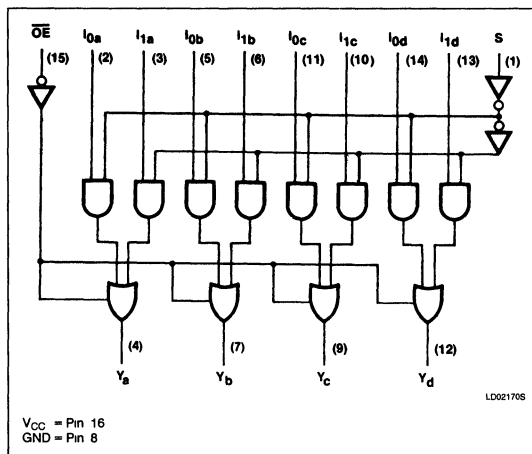 OE I0a I1a I0b I1b I0c I1c I0d I1d S
(15) (2) (3) (5) (6) (11) (10) (14) (13) (1)
(4) (7) (9) (12)
Ya Yb Yc Yd
LD02170S
VCC = Pin 16
GND = Pin 8